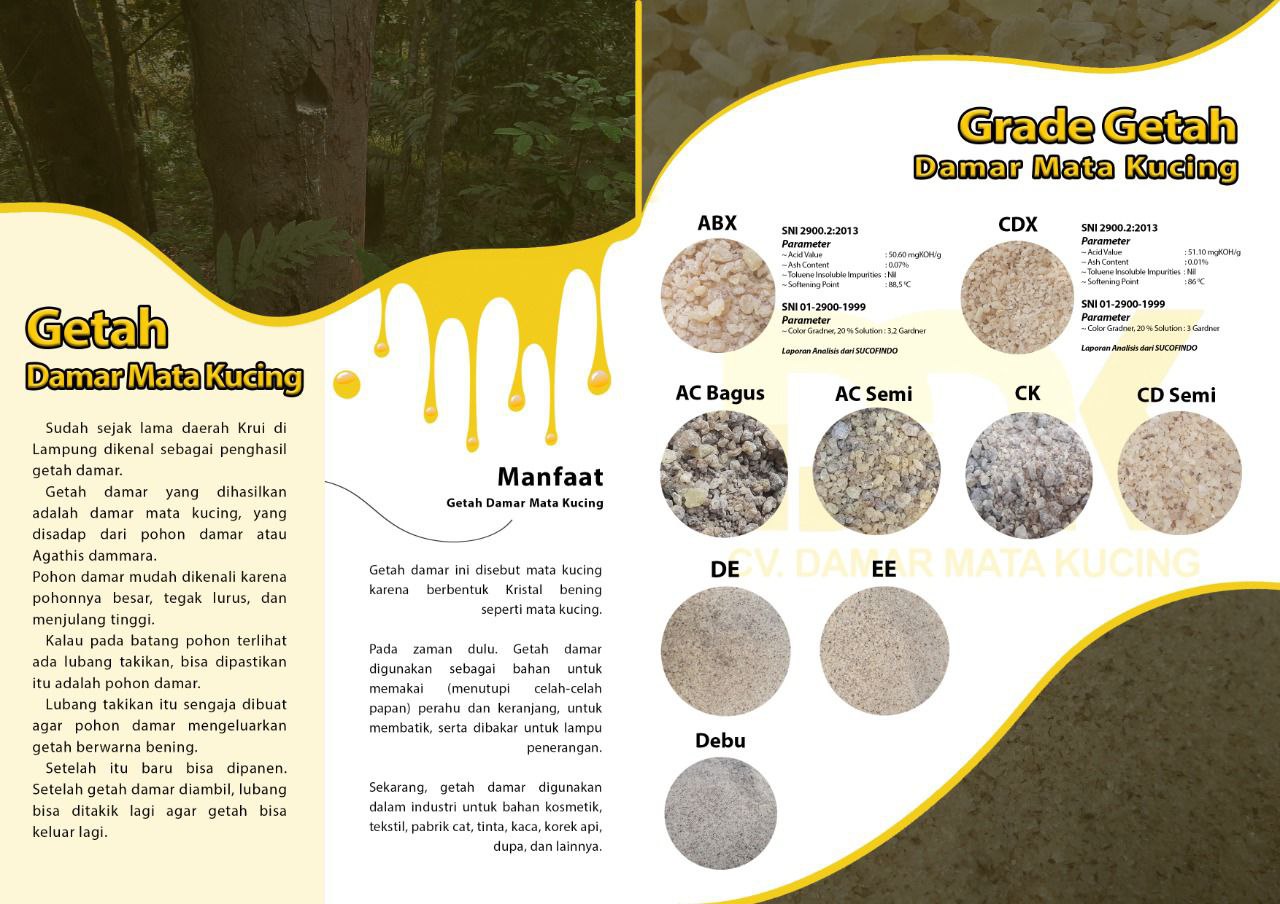 Getah
Damar Mata Kucing
Sudah sejak lama daerah Krui di
Lampung dikenal sebagai penghasil
getah damar.
Getah damar yang dihasilkan
adalah damar mata kucing, yang
disadap dari pohon damar atau
Agathis dammara.
Pohon damar mudah dikenali karena
pohonnya besar, tegak lurus, dan
menjulang tinggi.
Kalau pada batang pohon terlihat
ada lubang takikan, bisa dipastikan
itu adalah pohon damar.
Lubang takikan itu sengaja dibuat
agar pohon damar mengeluarkan
getah berwarna bening.
Setelah itu baru bisa dipanen.
Setelah getah damar diambil, lubang
bisa ditakik lagi agar getah bisa
keluar lagi.
Manfaat
Getah Damar Mata Kucing
Getah damar ini disebut mata kucing
karena berbentuk Kristal bening
seperti mata kucing.
Pada zaman dulu. Getah damar
digunakan sebagai bahan untuk
memakai (menutupi celah-celah
papan) perahu dan keranjang, untuk
membatik, serta dibakar untuk lampu
penerangan.
Sekarang, getah damar digunakan
dalam industri untuk bahan kosmetik,
tekstil, pabrik cat, tinta, kaca, korek api,
dupa, dan lainnya.
Grade Getah
Damar Mata Kucing
ABX
SNI 2900.2:2013
Parameter
~ Acid Value : 50.60 mgKOH/g
~ Ash Content : 0.07%
~ Toluene Insoluble Impurities : Nil
~ Softening Point : 88,5 °C
SNI 01-2900-1999
Parameter
~ Color Gradner, 20 % Solution : 3,2 Gardner
Laporan Analisis dari SUCOFINDO
CDX
SNI 2900.2:2013
Parameter
~ Acid Value : 51.10 mgKOH/g
~ Ash Content : 0.01%
~ Toluene Insoluble Impurities : Nil
~ Softening Point : 86 °C
SNI 01-2900-1999
Parameter
~ Color Gradner, 20 % Solution : 3 Gardner
Laporan Analisis dari SUCOFINDO
AC Bagus
AC Semi
CK
CD Semi
CV. DAMAR MATA KUCING
DE
EE
Debu